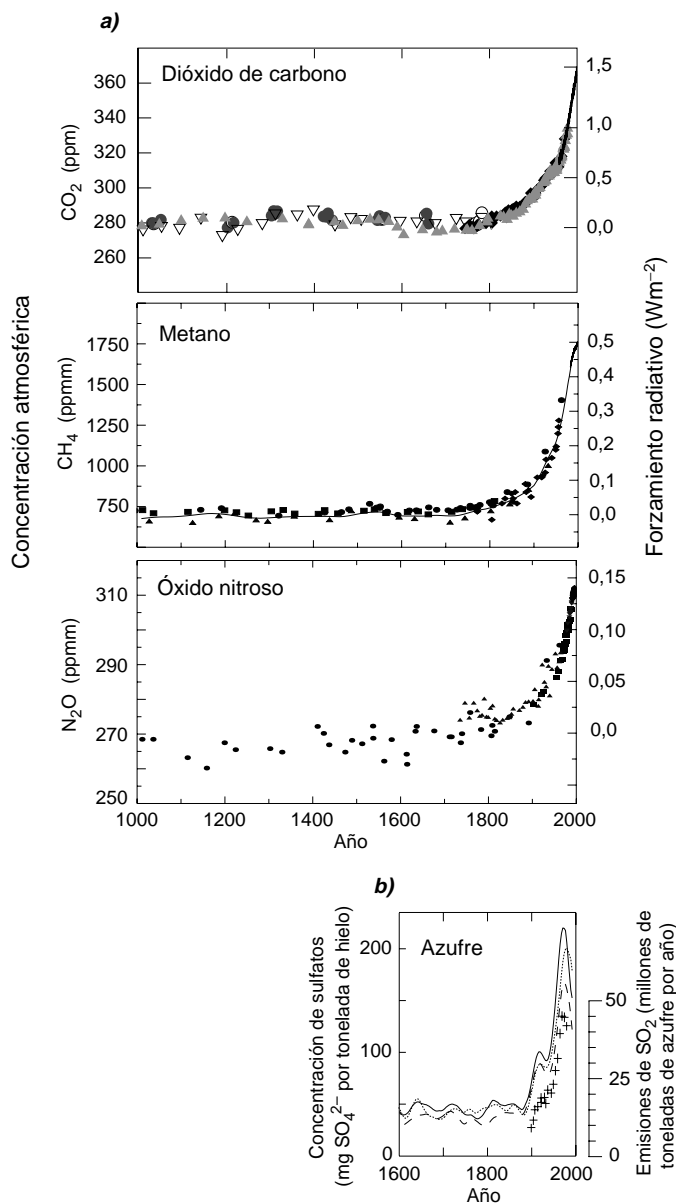 a)
Concentración atmosférica
Forzamiento radiativo (Wm−2)
Dióxido de carbono
CO2 (ppm)
360
340
320
300
280
260
1,5
1,0
0,5
0,0
Metano
CH4 (ppmm)
1750
1500
1250
1000
750
0,5
0,4
0,3
0,2
0,1
0,0
Óxido nitroso
N2O (ppmm)
310
290
270
250
0,15
0,10
0,05
0,0
1000 1200 1400 1600 1800 2000
Año
b)
Azufre
Concentración de sulfatos
(mg SO42− por tonelada de hielo)
200
100
0
Emisiones de SO2 (millones de
toneladas de azufre por año)
50
25
0
1600 1800 2000
Año